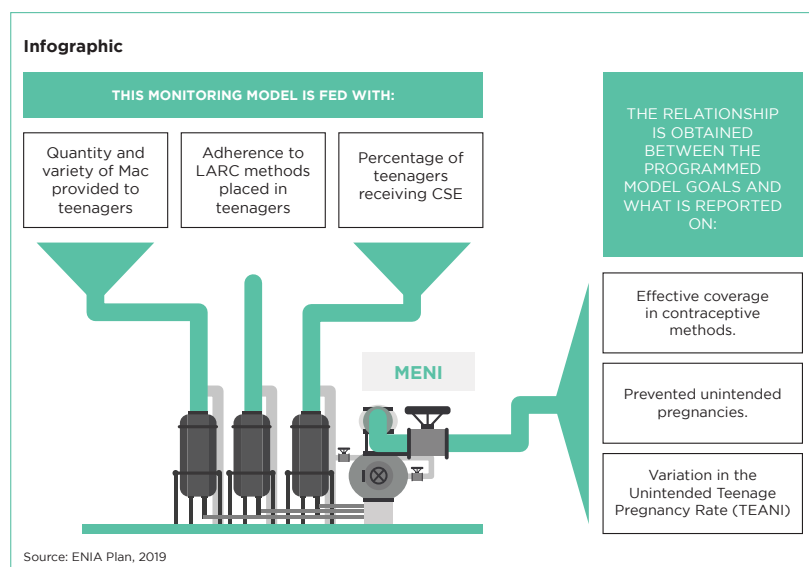 Infographic
THIS MONITORING MODEL IS FED WITH:
Quantity and
variety of Mac
provided to
teenagers
Adherence to
LARC methods
placed in
teenagers
Percentage of
teenagers
receiving CSE
MENI
THE RELATIONSHIP
IS OBTAINED
BETWEEN THE
PROGRAMMED
MODEL GOALS AND
WHAT IS REPORTED
ON:
Effective coverage
in contraceptive
methods.
Prevented unintended
pregnancies.
Variation in the
Unintended Teenage
Pregnancy Rate (TEANI)
Source: ENIA Plan, 2019